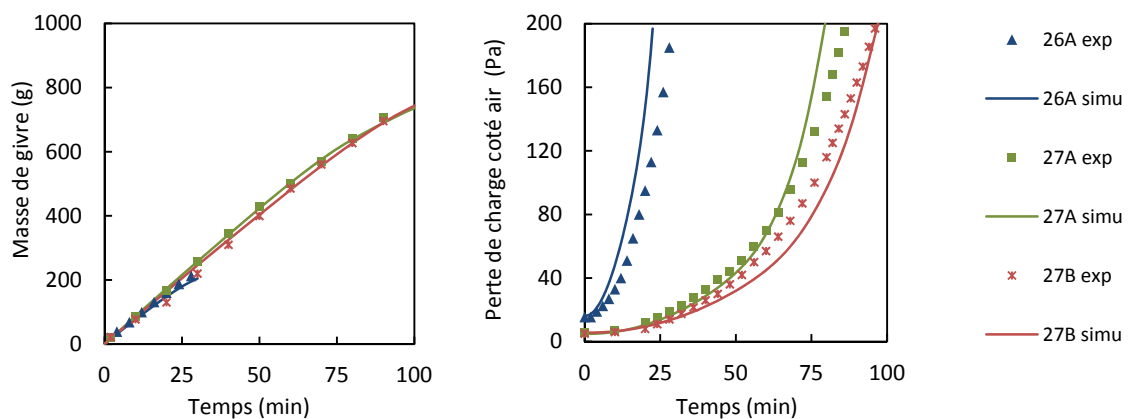 Masse de givre (g)
1000
800
600
400
200
0
0 25 50 75 100
Temps (min)
Perte de charge coté air (Pa)
200
160
120
80
40
0
0 25 50 75 100
Temps (min)
26A exp
26A simu
27A exp
27A simu
27B exp
27B simu